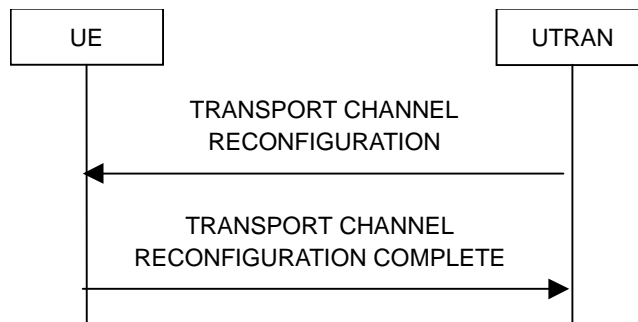 UE
UTRAN
TRANSPORT CHANNEL
RECONFIGURATION
TRANSPORT CHANNEL
RECONFIGURATION COMPLETE